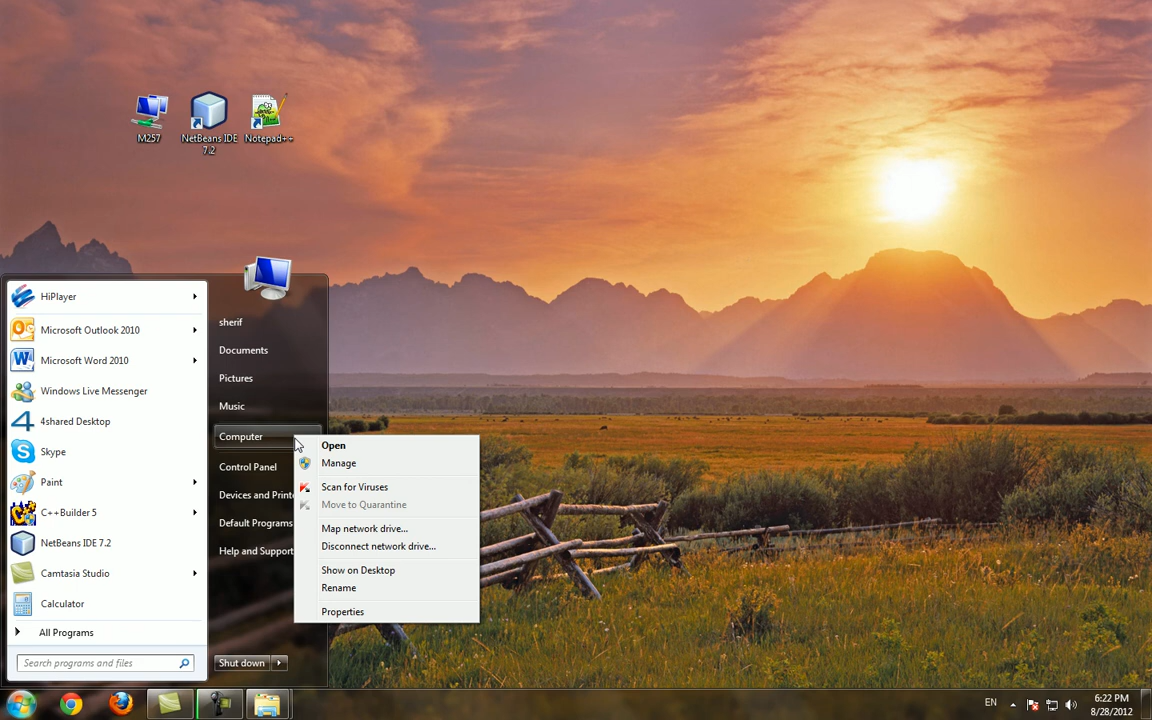 M257
NetBeans IDE
7.2
Notepad++
HiPlayer
Microsoft Outlook 2010
Microsoft Word 2010
Windows Live Messenger
4shared Desktop
Skype
Paint
C++Builder 5
NetBeans IDE 7.2
Camtasia Studio
Calculator
All Programs
Search programs and files
sherif
Documents
Pictures
Music
Computer
Control Panel
Devices and Printe
Default Programs
Help and Support
Shut down
Open
Manage
Scan for Viruses
Move to Quarantine
Map network drive...
Disconnect network drive...
Show on Desktop
Rename
Properties
EN
6:22 PM
8/28/2012